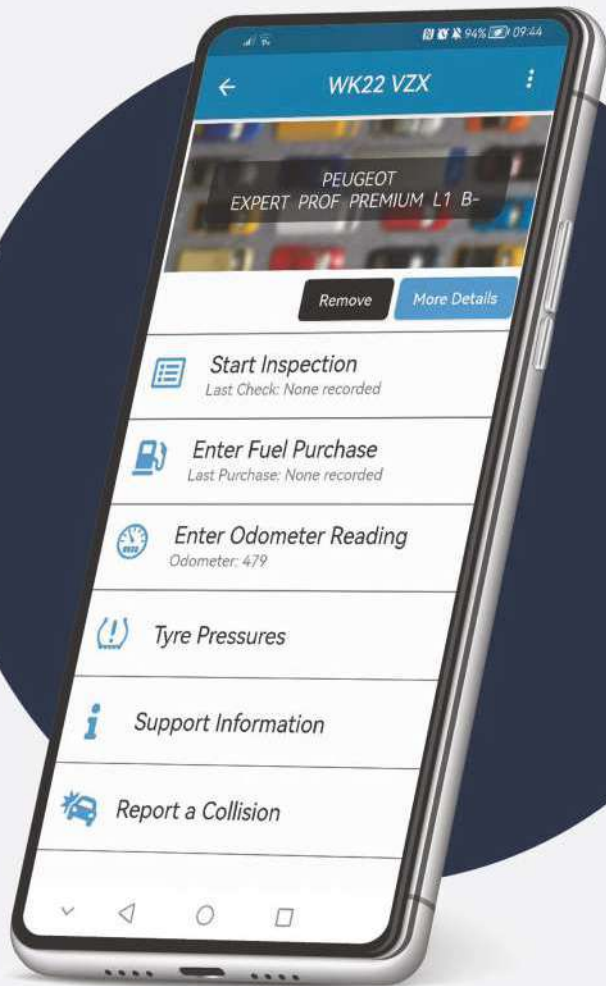 94% 09:44
WK22 VZX
PEUGEOT
EXPERT PROF PREMIUM L1 B-
Remove
More Details
Start Inspection
Last Check: None recorded
Enter Fuel Purchase
Last Purchase: None recorded
Enter Odometer Reading
Odometer: 479
Tyre Pressures
Support Information
Report a Collision